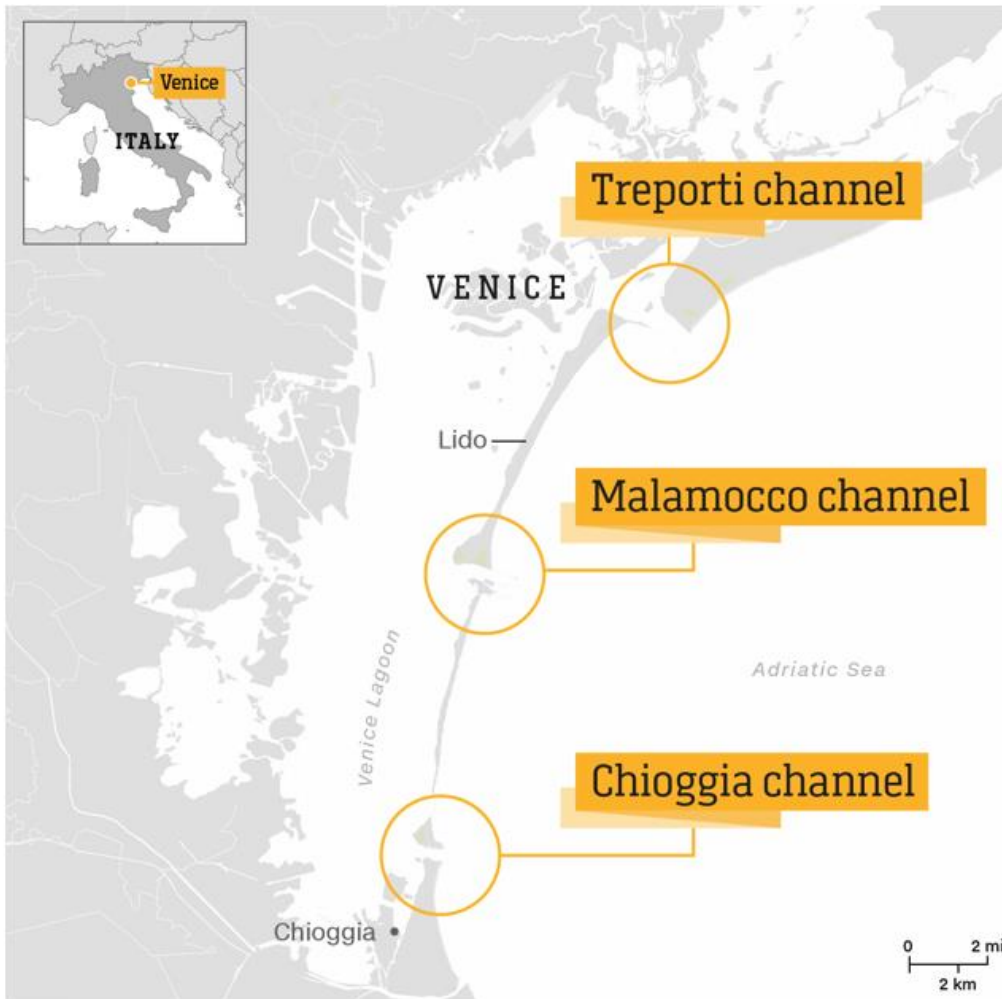 Venice
ITALY
Treporti channel
VENICE
Lido
Malamocco channel
Venice Lagoon
Adriatic Sea
Chioggia channel
Chioggia
0 2 mi
2 km